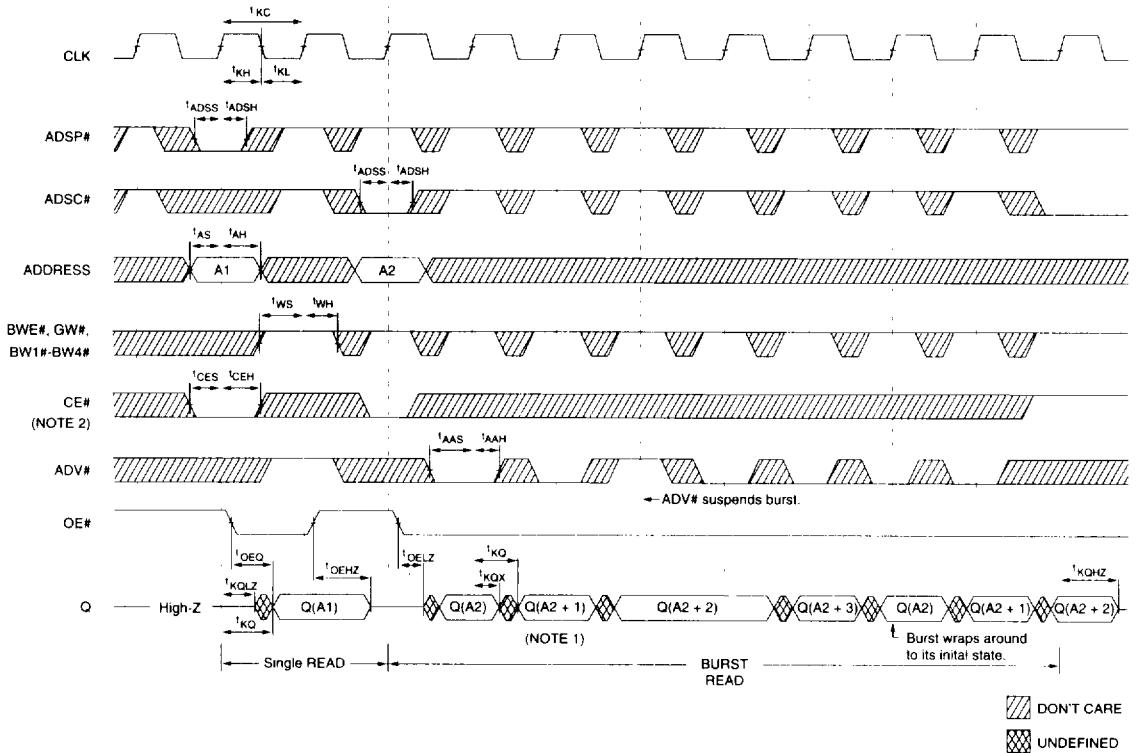 tKC
CLK
tKH
tKL
tADSS
tADSH
ADSP#
tADSS
tADSH
ADSC#
tAS
tAH
ADDRESS
A1
A2
tWS
tWH
BWE#, GW#,
BW1#-BW4#
tCES
tCEH
CE#
(NOTE 2)
tAAS
tAAH
ADV#
ADV# suspends burst.
OE#
tOEQ
tOEHZ
tOELZ
tKQ
tKQX
tKQLZ
tKQHZ
Q
High-Z
Q(A1)
Q(A2)
Q(A2 + 1)
Q(A2 + 2)
Q(A2 + 3)
Q(A2)
Q(A2 + 1)
Q(A2 + 2)
tKQ
(NOTE 1)
Burst wraps around
to its inital state.
Single READ
BURST
READ
DON'T CARE
UNDEFINED